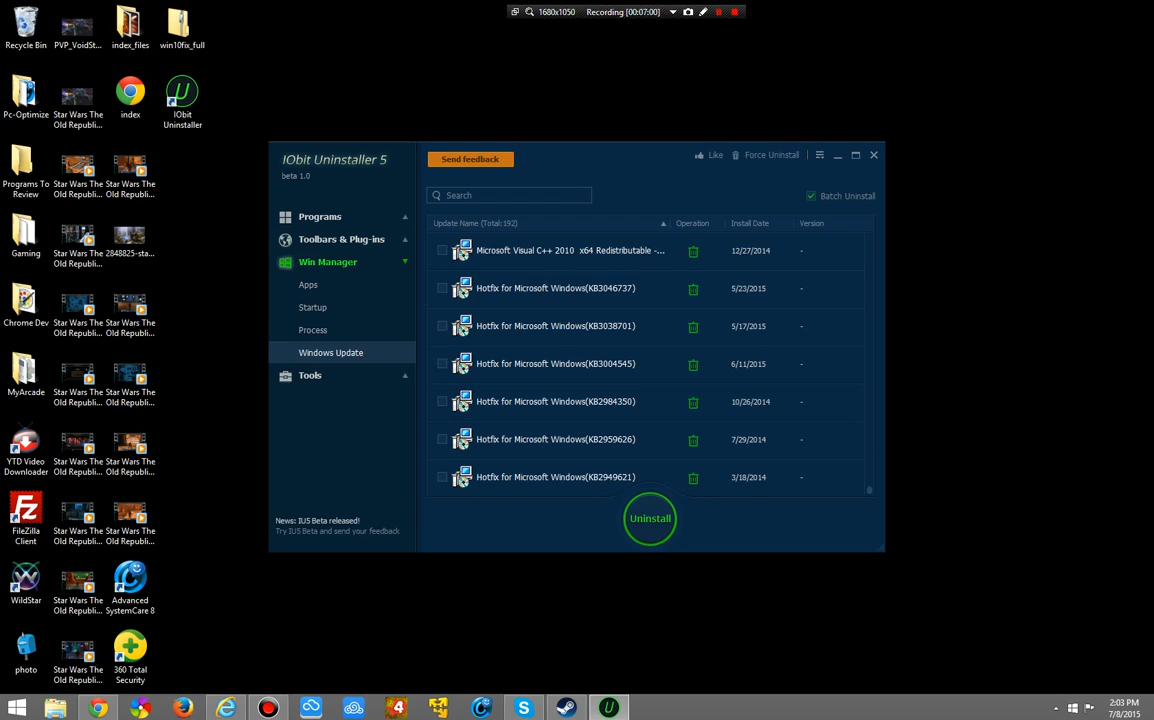 1680x1050 Recording [00:07:00]
Recycle Bin
PVP_VoidSt...
index_files
win10fix_full
Pc-Optimize
Star Wars The
Old Republi...
index
IObit
Uninstaller
Programs To
Review
Star Wars The
Old Republi...
Star Wars The
Old Republi...
Gaming
Star Wars The
Old Republi...
2848825-sta...
Chrome Dev
Star Wars The
Old Republi...
Star Wars The
Old Republi...
MyArcade
Star Wars The
Old Republi...
Star Wars The
Old Republi...
YTD Video
Downloader
Star Wars The
Old Republi...
Star Wars The
Old Republi...
FileZilla
Client
Star Wars The
Old Republi...
Star Wars The
Old Republi...
WildStar
Star Wars The
Old Republi...
Advanced
SystemCare 8
photo
Star Wars The
Old Republi...
360 Total
Security
IObit Uninstaller 5
beta 1.0
Programs
Toolbars & Plug-ins
Win Manager
Apps
Startup
Process
Windows Update
Tools
News: IU5 Beta released!
Try IU5 Beta and send your feedback
Send feedback
Like Force Uninstall
Search
Batch Uninstall
Update Name (Total:192) Operation Install Date Version
Microsoft Visual C++ 2010 x64 Redistributable -... 12/27/2014 -
Hotfix for Microsoft Windows(KB3046737) 5/23/2015 -
Hotfix for Microsoft Windows(KB3038701) 5/17/2015 -
Hotfix for Microsoft Windows(KB3004545) 6/11/2015 -
Hotfix for Microsoft Windows(KB2984350) 10/26/2014 -
Hotfix for Microsoft Windows(KB2959626) 7/29/2014 -
Hotfix for Microsoft Windows(KB2949621) 3/18/2014 -
Uninstall
2:03 PM
7/8/2015